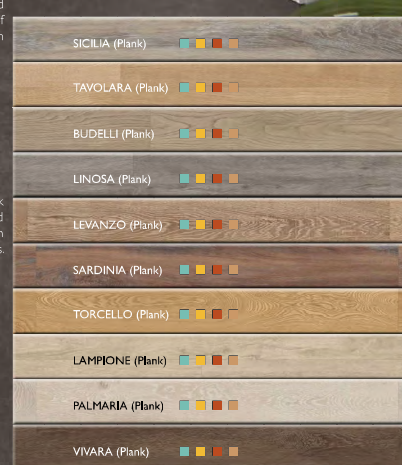 SICILIA (Plank)
TAVOLARA (Plank)
BUDELLI (Plank)
LINOSA (Plank)
LEVANZO (Plank)
SARDINIA (Plank)
TORCELLO (Plank)
LAMPIONE (Plank)
PALMARIA (Plank)
VIVARA (Plank)